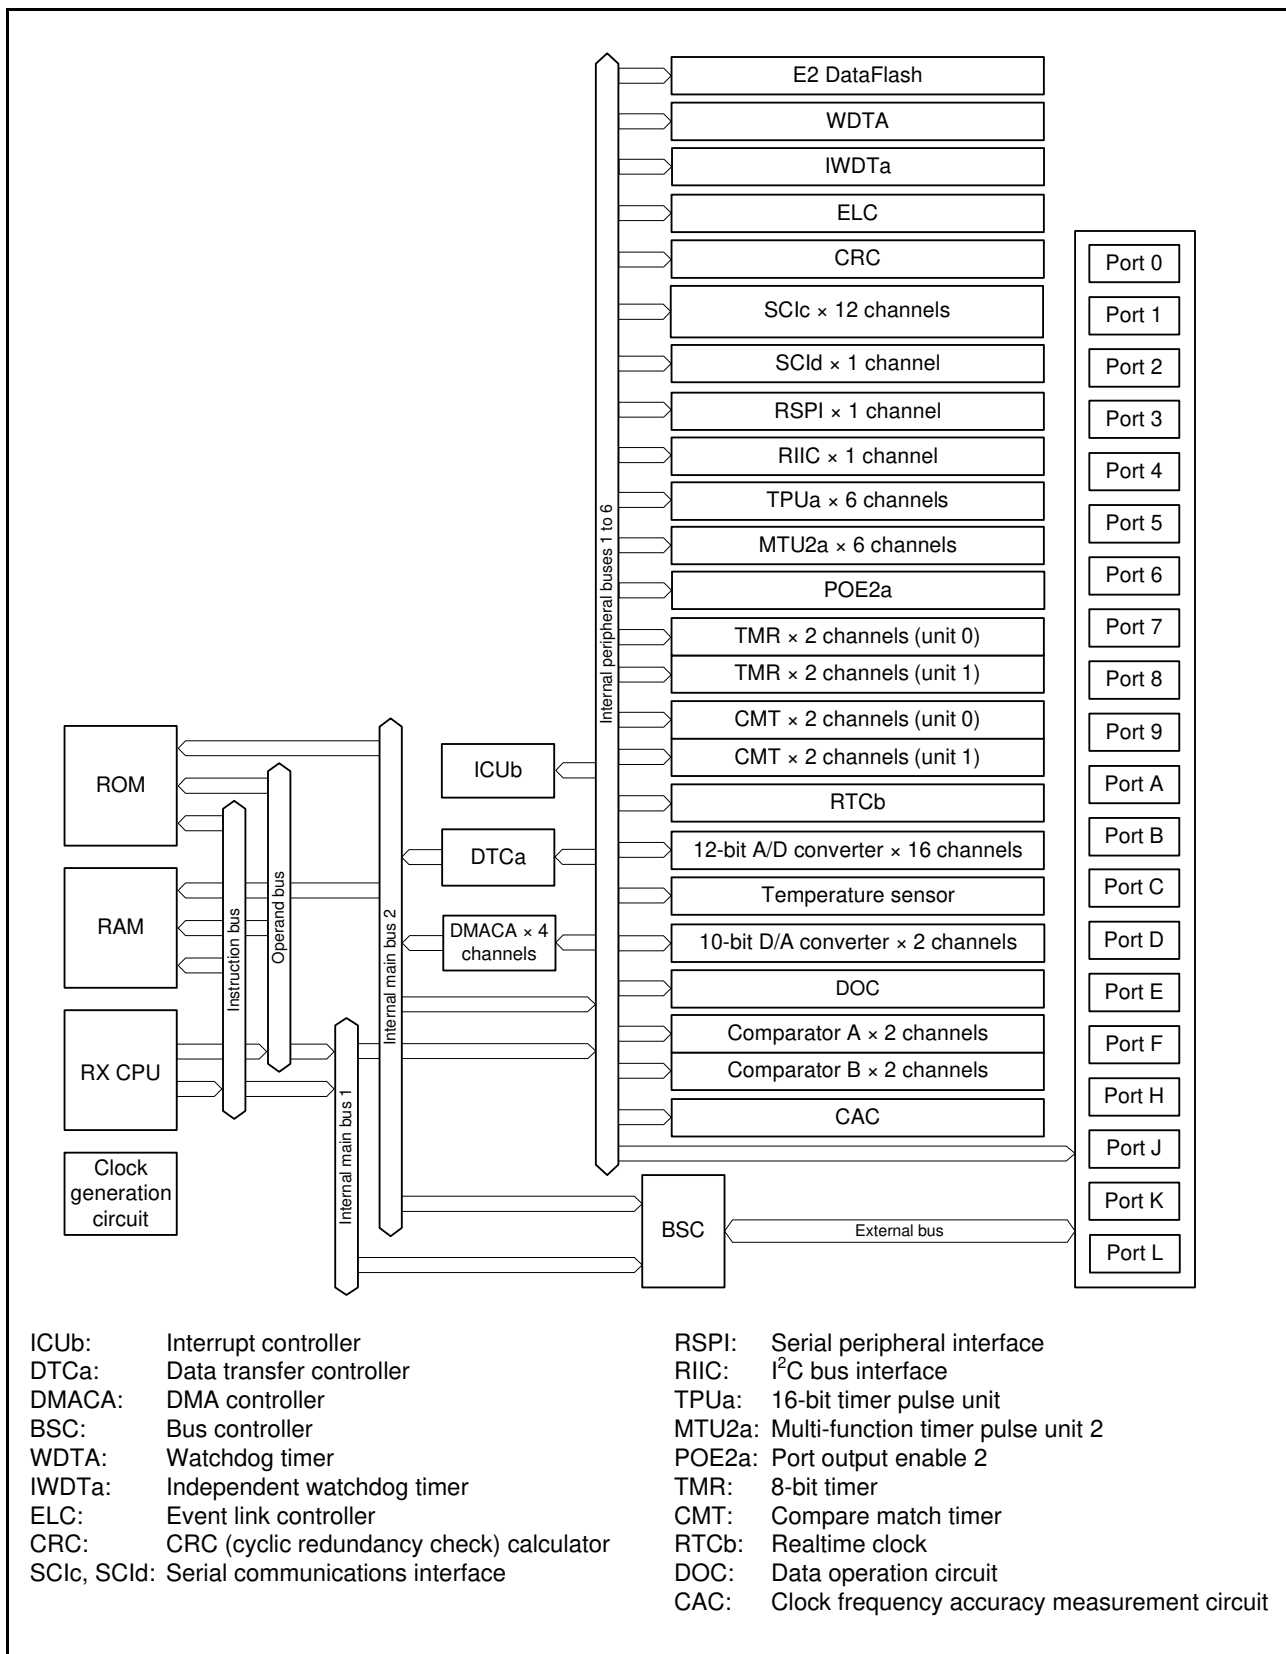 E2 DataFlash
WDTA
IWDTa
ELC
CRC
SCIc × 12 channels
SCId × 1 channel
RSPI × 1 channel
RIIC × 1 channel
TPUa × 6 channels
MTU2a × 6 channels
POE2a
TMR × 2 channels (unit 0)
TMR × 2 channels (unit 1)
CMT × 2 channels (unit 0)
CMT × 2 channels (unit 1)
RTCb
12-bit A/D converter × 16 channels
Temperature sensor
10-bit D/A converter × 2 channels
DOC
Comparator A × 2 channels
Comparator B × 2 channels
CAC
Port 0
Port 1
Port 2
Port 3
Port 4
Port 5
Port 6
Port 7
Port 8
Port 9
Port A
Port B
Port C
Port D
Port E
Port F
Port H
Port J
Port K
Port L
Internal peripheral buses 1 to 6
ROM
RAM
RX CPU
Clock
generation
circuit
Instruction bus
Operand bus
Internal main bus 1
Internal main bus 2
ICUb
DTCa
DMACA × 4
channels
BSC
External bus
ICUb: Interrupt controller
DTCa: Data transfer controller
DMACA: DMA controller
BSC: Bus controller
WDTA: Watchdog timer
IWDTa: Independent watchdog timer
ELC: Event link controller
CRC: CRC (cyclic redundancy check) calculator
SCIc, SCId: Serial communications interface
RSPI: Serial peripheral interface
RIIC: I²C bus interface
TPUa: 16-bit timer pulse unit
MTU2a: Multi-function timer pulse unit 2
POE2a: Port output enable 2
TMR: 8-bit timer
CMT: Compare match timer
RTCb: Realtime clock
DOC: Data operation circuit
CAC: Clock frequency accuracy measurement circuit